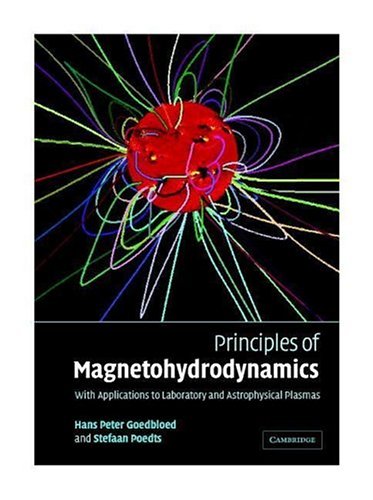 Principles of
Magnetohydrodynamics
With Applications to Laboratory and Astrophysical Plasmas
Hans Peter Goedbloed
and Stefaan Poedts
CAMBRIDGE